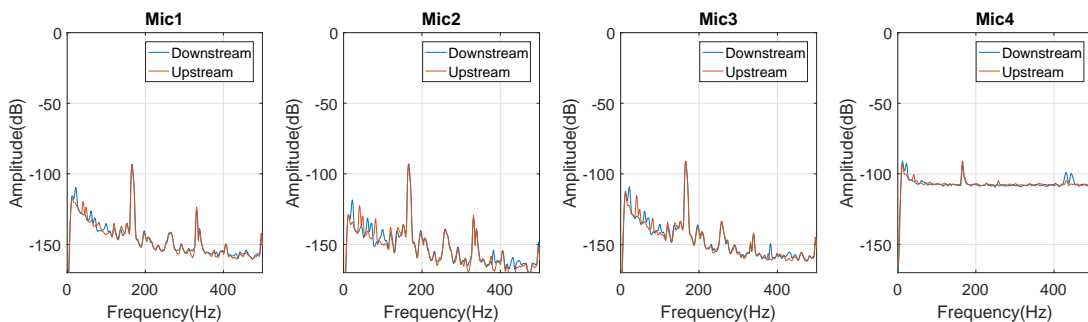 Mic1
0
-50
-100
-150
Amplitude(dB)
0
200
400
Frequency(Hz)
Downstream
Upstream
Mic2
0
-50
-100
-150
Amplitude(dB)
0
200
400
Frequency(Hz)
Downstream
Upstream
Mic3
0
-50
-100
-150
Amplitude(dB)
0
200
400
Frequency(Hz)
Downstream
Upstream
Mic4
0
-50
-100
-150
Amplitude(dB)
0
200
400
Frequency(Hz)
Downstream
Upstream